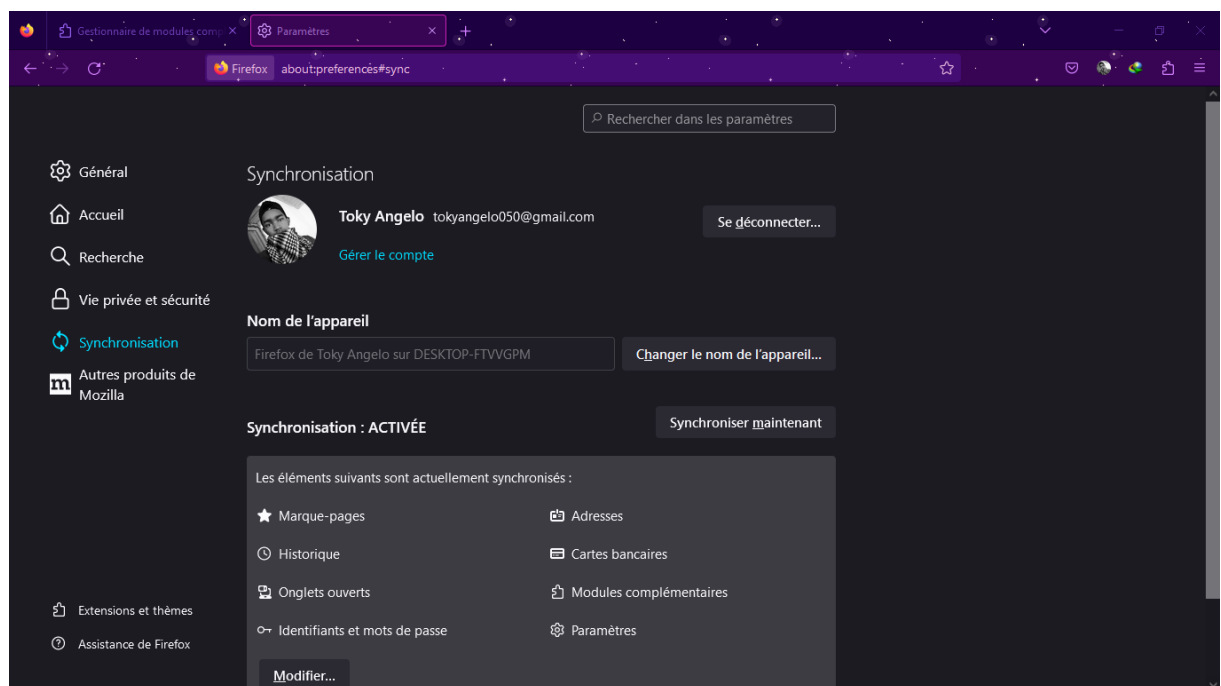 Gestionnaire de modules comp
Paramètres
Firefox about:preferences#sync
Rechercher dans les paramètres
Général
Accueil
Recherche
Vie privée et sécurité
Synchronisation
Autres produits de
Mozilla
Extensions et thèmes
Assistance de Firefox
Synchronisation
Toky Angelo tokyangelo050@gmail.com
Se déconnecter...
Gérer le compte
Nom de l'appareil
Firefox de Toky Angelo sur DESKTOP-FTVVGPM
Changer le nom de l'appareil...
Synchronisation : ACTIVÉE
Synchroniser maintenant
Les éléments suivants sont actuellement synchronisés :
Marque-pages
Adresses
Historique
Cartes bancaires
Onglets ouverts
Modules complémentaires
Identifiants et mots de passe
Paramètres
Modifier...